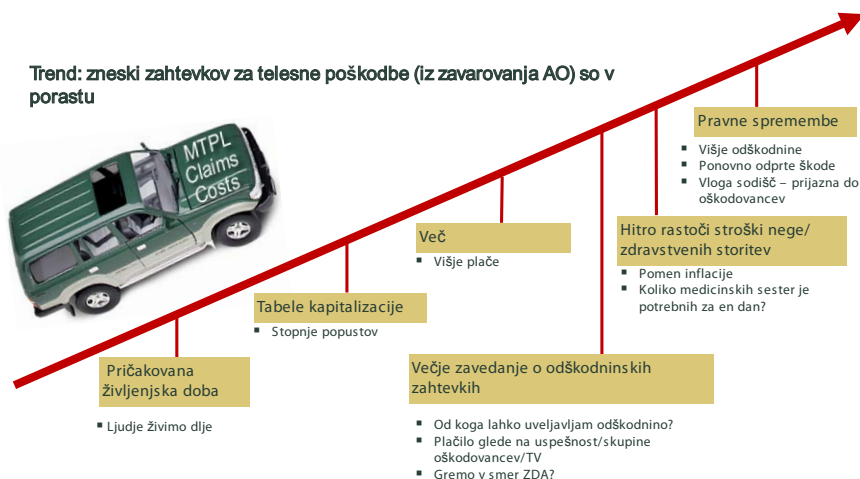 Trend: zneski zahtevkov za telesne poškodbe (iz zavarovanja AO) so v
porastu
MTPL
Claims
Costs
Pričakovana
življenjska doba
▪ Ljudje živimo dlje
Tabele kapitalizacije
▪ Stopnje popustov
Več
▪ Višje plače
Večje zavedanje o odškodninskih
zahtevkih
▪ Od koga lahko uveljavljam odškodnino?
▪ Plačilo glede na uspešnost/skupine
oškodovancev/TV
▪ Gremo v smer ZDA?
Hitro rastoči stroški nege/
zdravstvenih storitev
▪ Pomen inflacije
▪ Koliko medicinskih sester je
potrebnih za en dan?
Pravne spremembe
▪ Višje odškodnine
▪ Ponovno odprte škode
▪ Vloga sodišč – prijazna do
oškodovancev